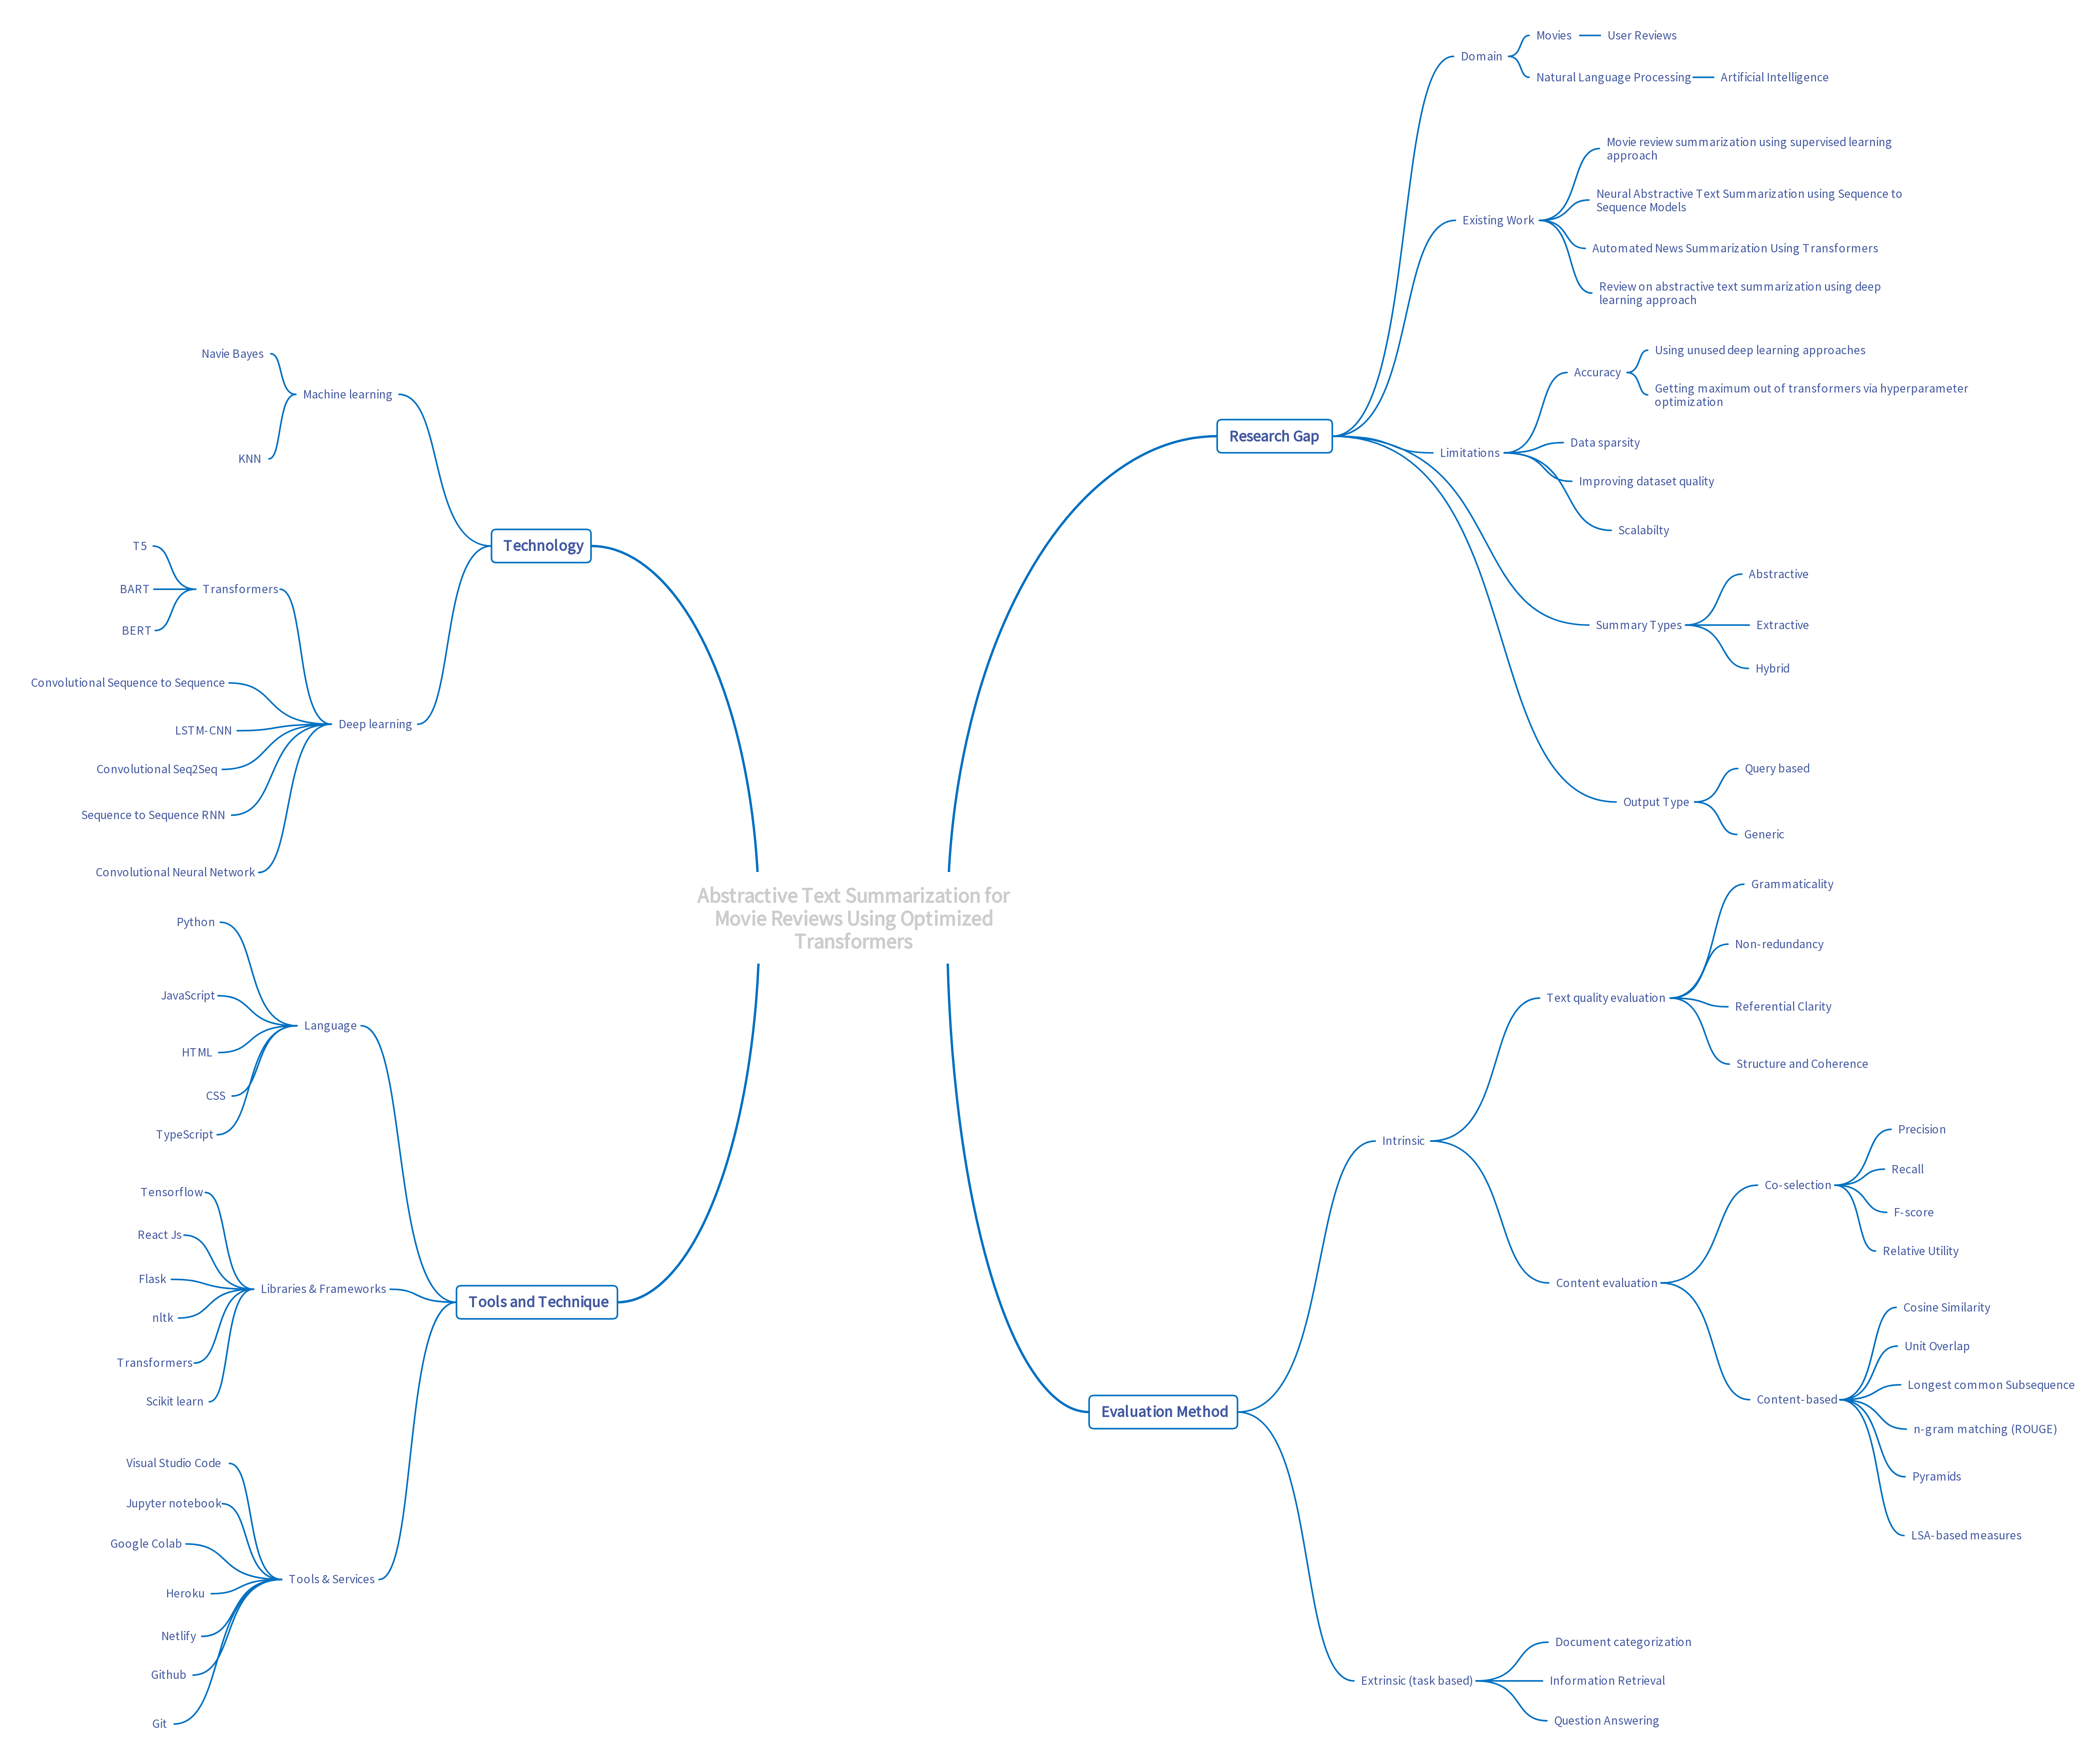 Abstractive Text Summarization for
Movie Reviews Using Optimized
Transformers
Research Gap
Domain
Movies
User Reviews
Natural Language Processing
Artificial Intelligence
Existing Work
Movie review summarization using supervised learning
approach
Neural Abstractive Text Summarization using Sequence to
Sequence Models
Automated News Summarization Using Transformers
Review on abstractive text summarization using deep
learning approach
Limitations
Accuracy
Using unused deep learning approaches
Getting maximum out of transformers via hyperparameter
optimization
Data sparsity
Improving dataset quality
Scalabilty
Summary Types
Abstractive
Extractive
Hybrid
Output Type
Query based
Generic
Evaluation Method
Intrinsic
Text quality evaluation
Grammaticality
Non-redundancy
Referential Clarity
Structure and Coherence
Content evaluation
Co-selection
Precision
Recall
F-score
Relative Utility
Content-based
Cosine Similarity
Unit Overlap
Longest common Subsequence
n-gram matching (ROUGE)
Pyramids
LSA-based measures
Extrinsic (task based)
Document categorization
Information Retrieval
Question Answering
Technology
Machine learning
Navie Bayes
KNN
Deep learning
Transformers
T5
BART
BERT
Convolutional Sequence to Sequence
LSTM-CNN
Convolutional Seq2Seq
Sequence to Sequence RNN
Convolutional Neural Network
Tools and Technique
Language
Python
JavaScript
HTML
CSS
TypeScript
Libraries & Frameworks
Tensorflow
React Js
Flask
nltk
Transformers
Scikit learn
Tools & Services
Visual Studio Code
Jupyter notebook
Google Colab
Heroku
Netlify
Github
Git